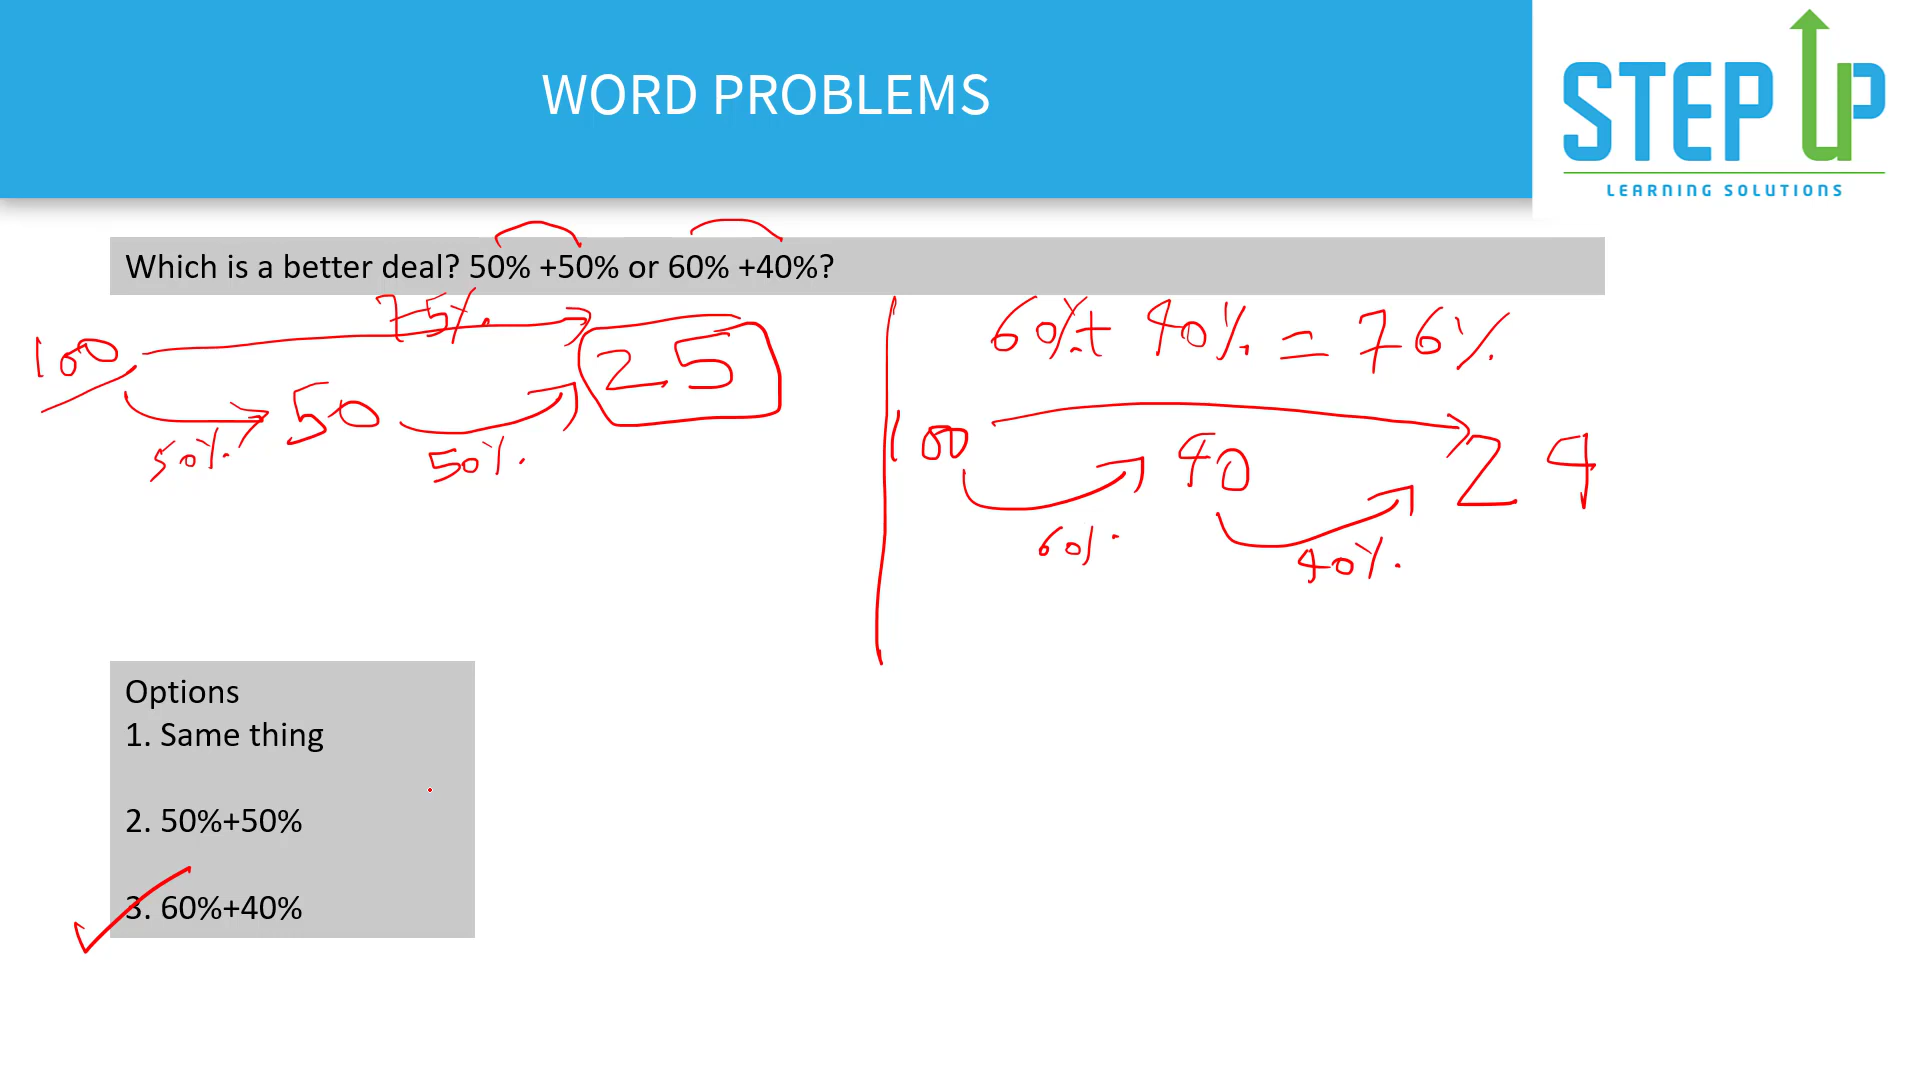 WORD PROBLEMS
STEP UP
LEARNING SOLUTIONS
Which is a better deal? 50% +50% or 60% +40%?
75%
100
50
25
50%
50%
60% + 40% = 76%
100
40
24
60%
40%
Options
1. Same thing
2. 50%+50%
3. 60%+40%